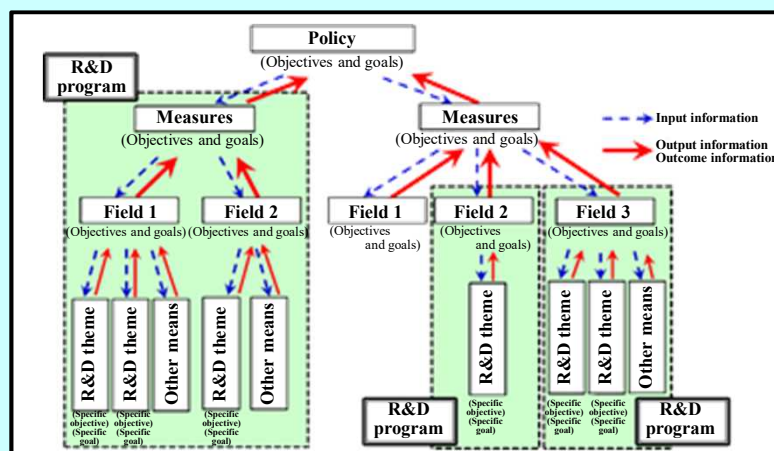 Policy
(Objectives and goals)
R&D
program
Measures
(Objectives and goals)
Measures
(Objectives and goals)
Input information
Output information
Outcome information
Field 1
(Objectives and goals)
Field 2
(Objectives and goals)
Field 1
(Objectives
and goals)
Field 2
(Objectives
and goals)
Field 3
(Objectives and goals)
R&D theme
R&D theme
Other means
R&D theme
Other means
R&D theme
R&D theme
R&D theme
Other means
(Specific
objective)
(Specific
goal)
(Specific
objective)
(Specific
goal)
(Specific
objective)
(Specific
goal)
(Specific
objective)
(Specific
goal)
(Specific
objective)
(Specific
goal)
(Specific
objective)
(Specific
goal)
R&D
program
R&D
program